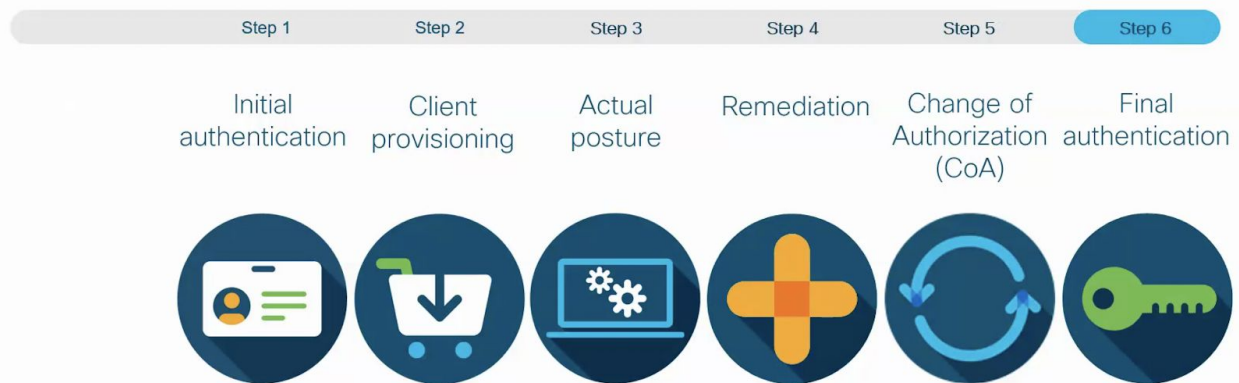 Step 1
Step 2
Step 3
Step 4
Step 5
Step 6
Initial
authentication
Client
provisioning
Actual
posture
Remediation
Change of
Authorization
(CoA)
Final
authentication